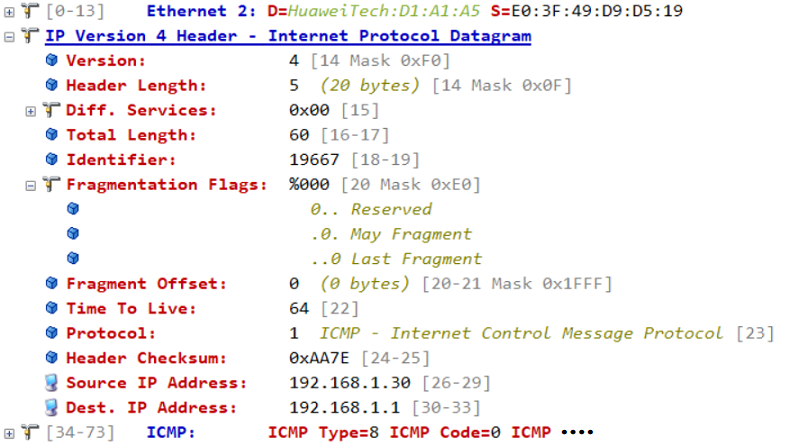 [0-13] Ethernet 2: D=HuaweiTech:D1:A1:A5 S=E0:3F:49:D9:D5:19
IP Version 4 Header - Internet Protocol Datagram
Version: 4 [14 Mask 0xF0]
Header Length: 5 (20 bytes) [14 Mask 0x0F]
Diff. Services: 0x00 [15]
Total Length: 60 [16-17]
Identifier: 19667 [18-19]
Fragmentation Flags: %000 [20 Mask 0xE0]
0.. Reserved
.0. May Fragment
..0 Last Fragment
Fragment Offset: 0 (0 bytes) [20-21 Mask 0x1FFF]
Time To Live: 64 [22]
Protocol: 1 ICMP - Internet Control Message Protocol [23]
Header Checksum: 0xAA7E [24-25]
Source IP Address: 192.168.1.30 [26-29]
Dest. IP Address: 192.168.1.1 [30-33]
[34-73] ICMP: ICMP Type=8 ICMP Code=0 ICMP ••••